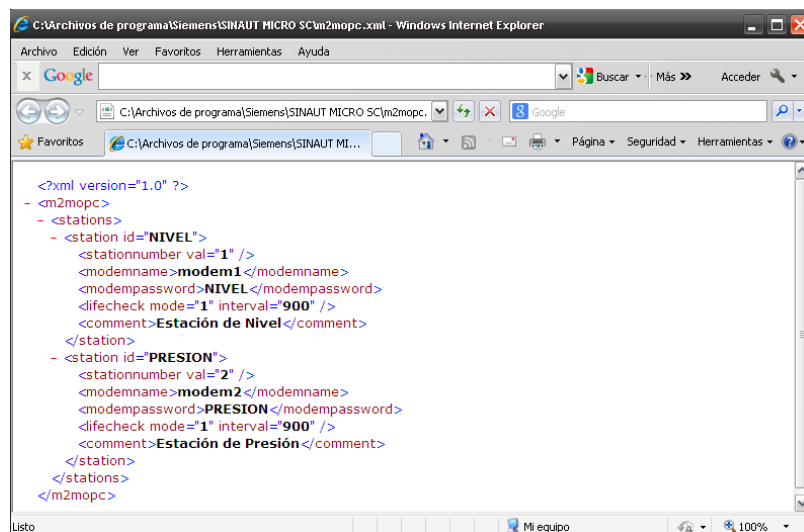 C:\Archivos de programa\Siemens\SINAUT MICRO SC\m2mopc.xml - Windows Internet Explorer
Archivo Edición Ver Favoritos Herramientas Ayuda
x Google Buscar Más Acceder
C:\Archivos de programa\Siemens\SINAUT MICRO SC\m2mopc. Google
Favoritos C:\Archivos de programa\Siemens\SINAUT MI... Página Seguridad Herramientas
<?xml version="1.0" ?>
- <m2mopc>
- <stations>
- <station id="NIVEL">
<stationnumber val="1" />
<modemname>modem1</modemname>
<modempassword>NIVEL</modempassword>
<lifecheck mode="1" interval="900" />
<comment>Estación de Nivel</comment>
</station>
- <station id="PRESION">
<stationnumber val="2" />
<modemname>modem2</modemname>
<modempassword>PRESION</modempassword>
<lifecheck mode="1" interval="900" />
<comment>Estación de Presión</comment>
</station>
</stations>
</m2mopc>
Listo Mi equipo 100%